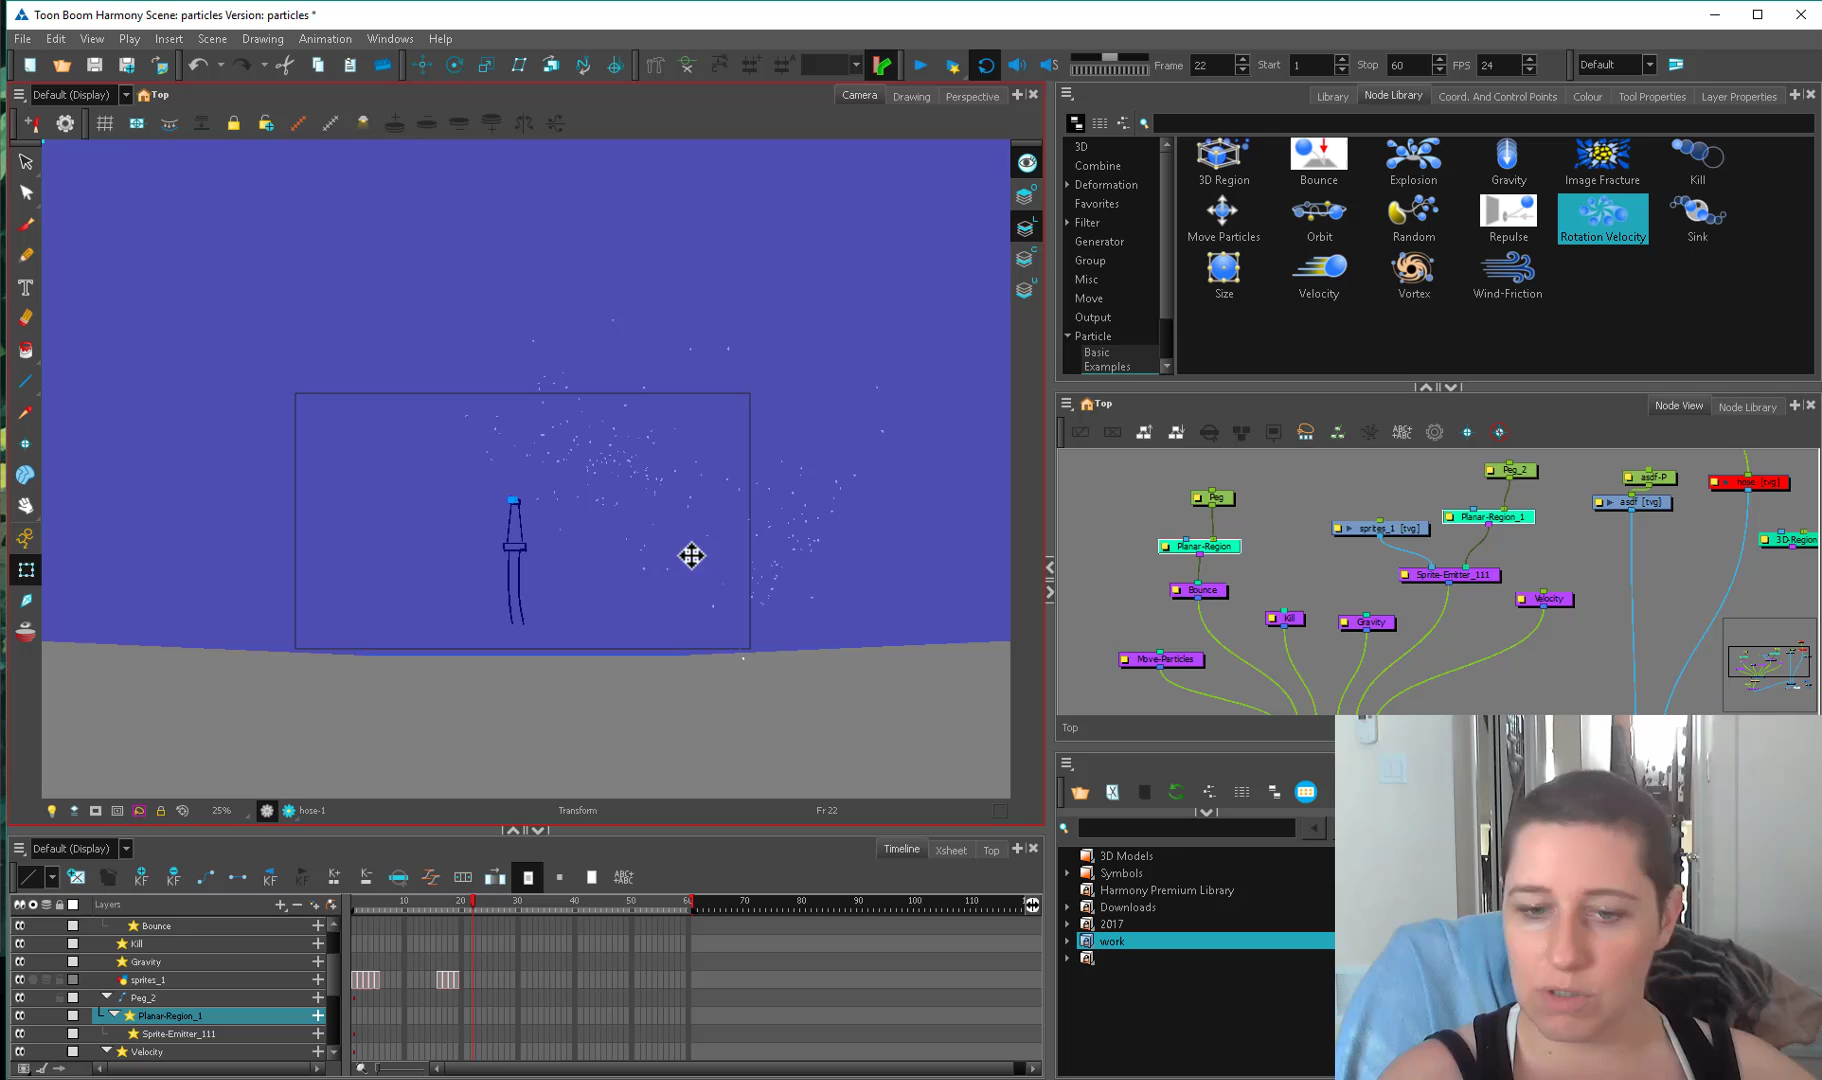 Toon Boom Harmony Scene: particles Version: particles *
File Edit View Play Insert Scene Drawing Animation Windows Help
Frame 22 Start 1 Stop 60 FPS 24 Default
Default (Display) Top Camera Drawing Perspective
Library Node Library Coord. And Control Points Colour Tool Properties Layer Properties
3D
Combine
Deformation
Favorites
Filter
Generator
Group
Misc
Move
Output
Particle
Basic
Examples
3D Region Bounce Explosion Gravity Image Fracture Kill
Move Particles Orbit Random Repulse Rotation Velocity Sink
Size Velocity Vortex Wind-Friction
Top Node View Node Library
Peg_2
Peg
asdf-P
hose [tvg]
asdf [tvg]
sprites_1 [tvg]
Planar-Region_1
Planar-Region
3D-Region
Sprite-Emitter_111
Bounce
Velocity
Kill
Gravity
Move-Particles
Top
25% hose-1 Transform Fr 22
Default (Display) Timeline Xsheet Top
Layers
10 20 30 40 50 60 70 80 90 100 110
Bounce
Kill
Gravity
sprites_1
Peg_2
Planar-Region_1
Sprite-Emitter_111
Velocity
3D Models
Symbols
Harmony Premium Library
Downloads
2017
work